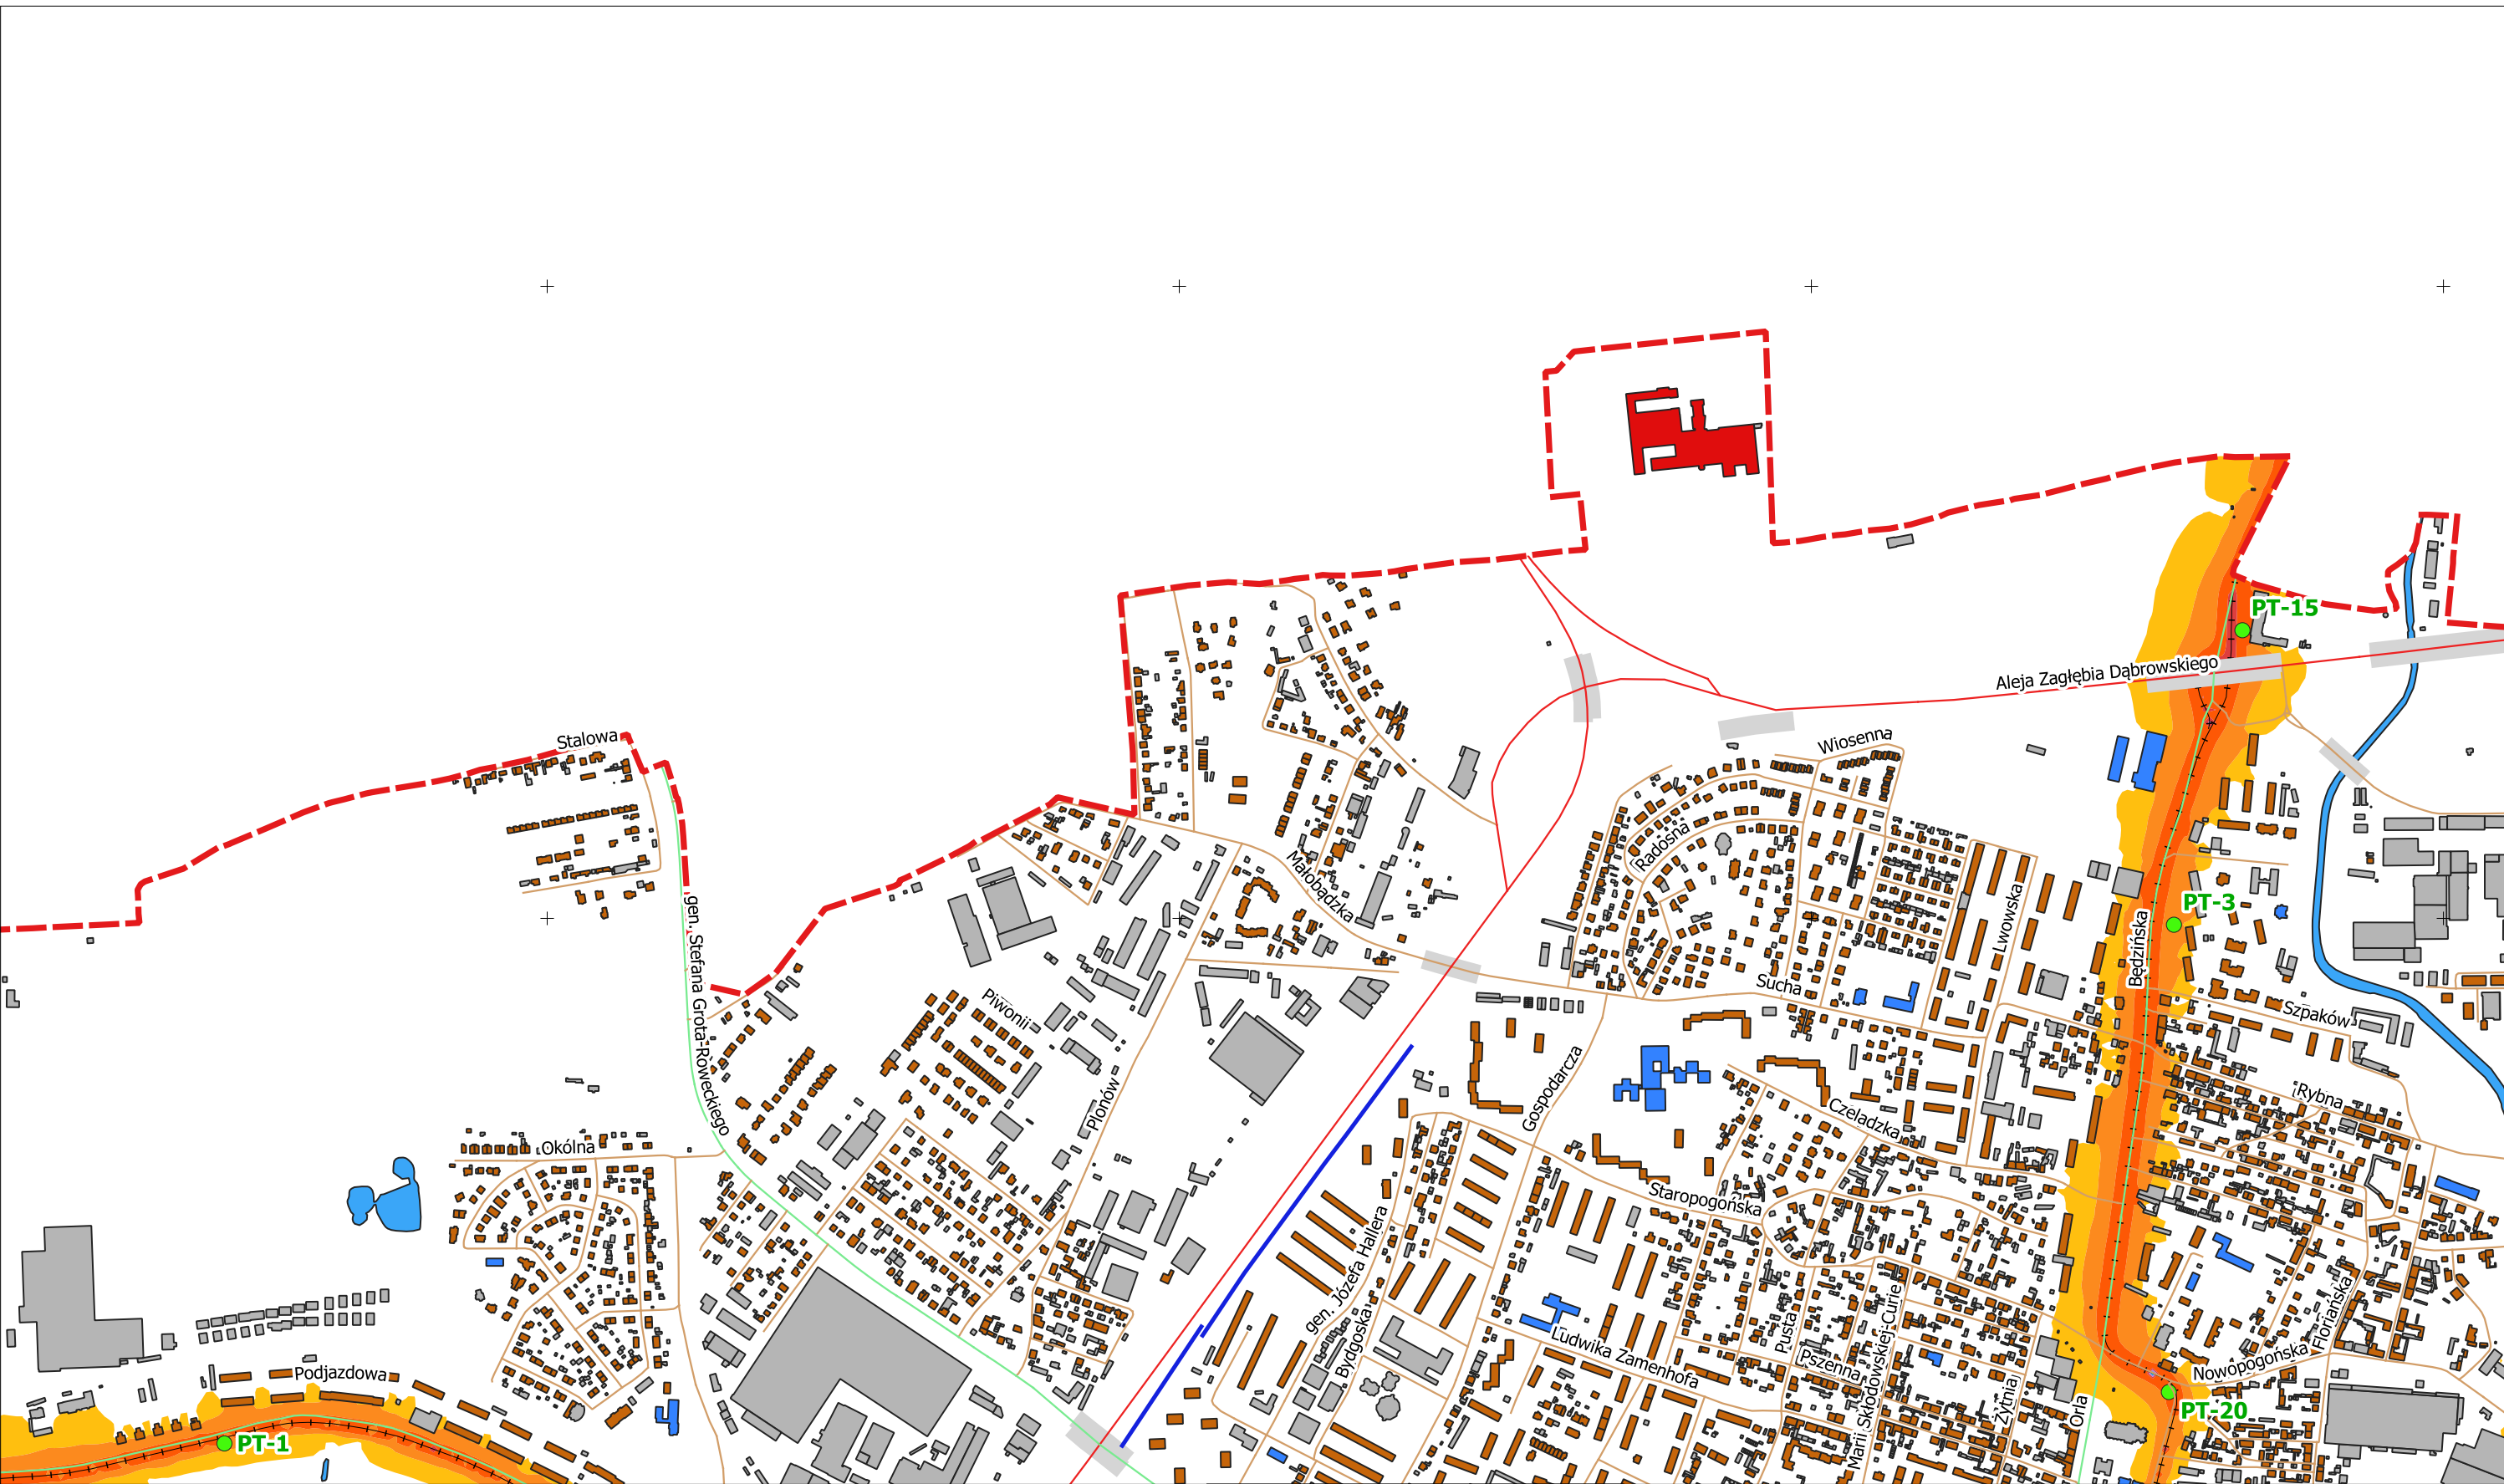 PT-15
Aleja Zagłębia Dąbrowskiego
Stalowa
Wiosenna
Radosna
Małobądzka
PT-3
Lwowska
Będzińska
gen. Stefana Grota-Roweckiego
Sucha
Piwonii
Szpaków
Gospodarcza
Plonów
Rybna
Czeladzka
Okólna
Staropogońska
gen. Józefa Hallera
Floriańska
Marii Skłodowskiej-Curie
Pusta
Bydgoska
Ludwika Zamenhofa
Pszenna
Nowopogońska
Podjazdowa
Żytnia
Orla
PT-20
PT-1